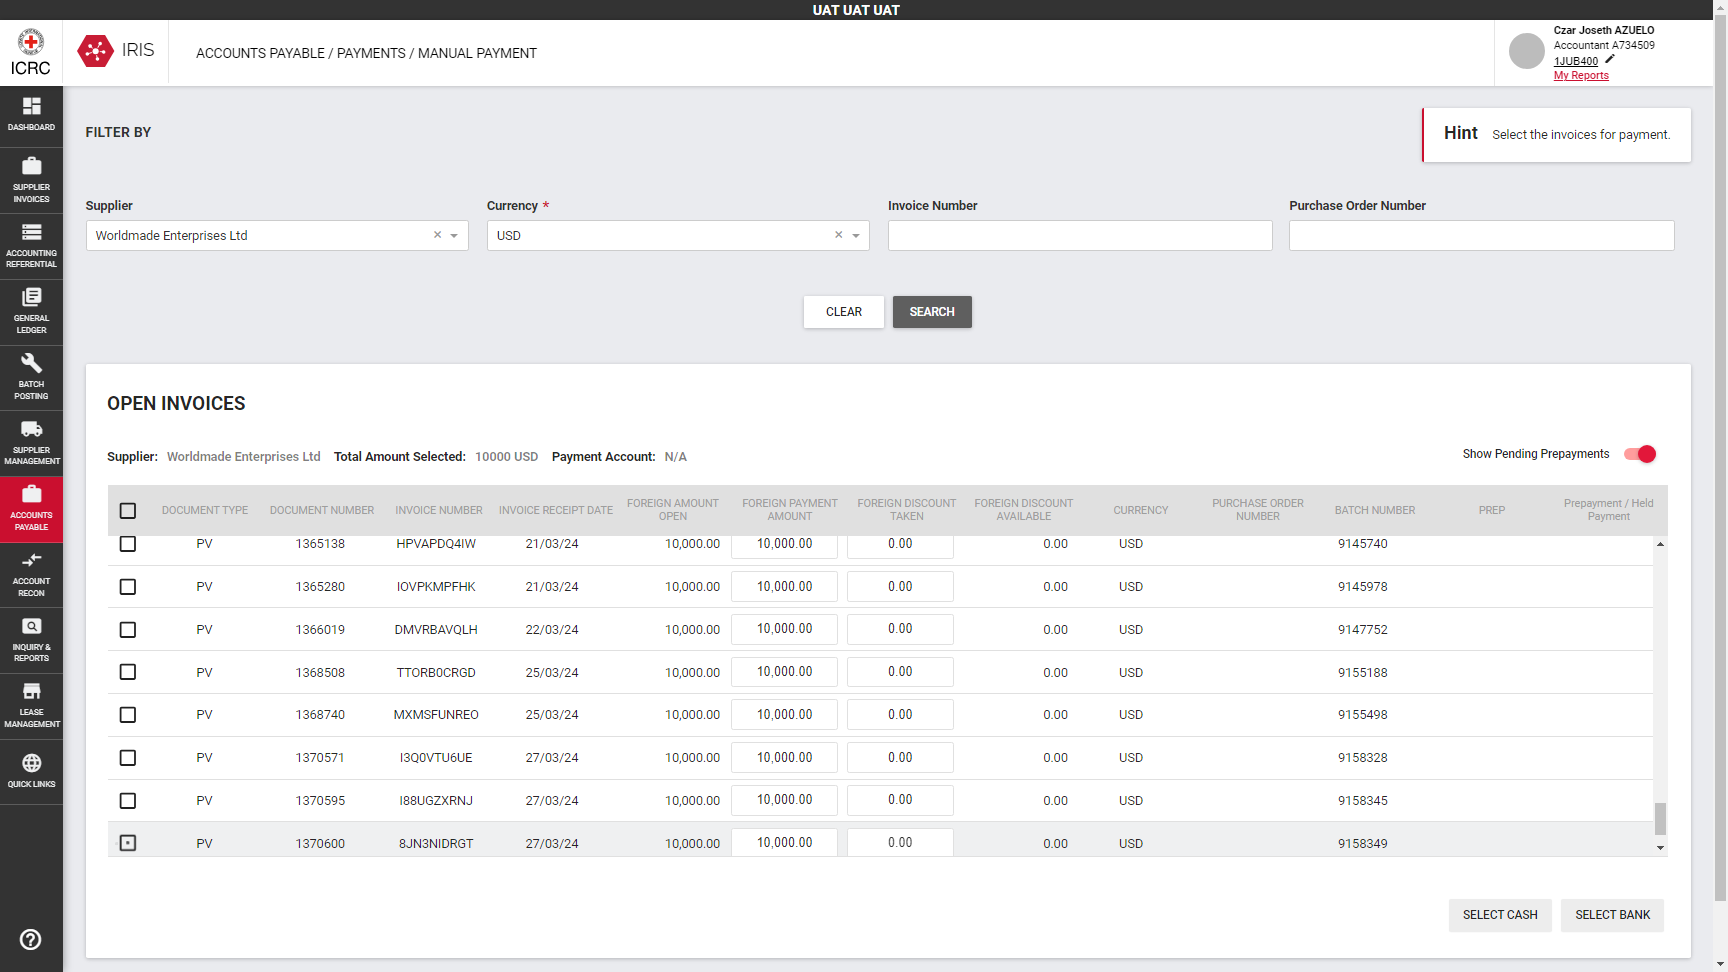 UAT UAT UAT
ICRC
IRIS
ACCOUNTS PAYABLE / PAYMENTS / MANUAL PAYMENT
Czar Joseth AZUELO
Accountant A734509
1JUB400
My Reports
DASHBOARD
SUPPLIER
INVOICES
ACCOUNTING
REFERENTIAL
GENERAL
LEDGER
BATCH
POSTING
SUPPLIER
MANAGEMENT
ACCOUNTS
PAYABLE
ACCOUNT
RECON
INQUIRY &
REPORTS
LEASE
MANAGEMENT
QUICK LINKS
FILTER BY
Hint Select the invoices for payment.
Supplier Currency * Invoice Number Purchase Order Number
Worldmade Enterprises Ltd × USD ×
CLEAR SEARCH
OPEN INVOICES
Supplier: Worldmade Enterprises Ltd Total Amount Selected: 10000 USD Payment Account: N/A
Show Pending Prepayments
DOCUMENT TYPE DOCUMENT NUMBER INVOICE NUMBER INVOICE RECEIPT DATE FOREIGN AMOUNT OPEN FOREIGN PAYMENT AMOUNT FOREIGN DISCOUNT TAKEN FOREIGN DISCOUNT AVAILABLE CURRENCY PURCHASE ORDER NUMBER BATCH NUMBER PREP Prepayment / Held Payment
PV 1365138 HPVAPDQ4IW 21/03/24 10,000.00 10,000.00 0.00 0.00 USD 9145740
PV 1365280 IOVPKMPFHK 21/03/24 10,000.00 10,000.00 0.00 0.00 USD 9145978
PV 1366019 DMVRBAVQLH 22/03/24 10,000.00 10,000.00 0.00 0.00 USD 9147752
PV 1368508 TTORB0CRGD 25/03/24 10,000.00 10,000.00 0.00 0.00 USD 9155188
PV 1368740 MXMSFUNREO 25/03/24 10,000.00 10,000.00 0.00 0.00 USD 9155498
PV 1370571 I3Q0VTU6UE 27/03/24 10,000.00 10,000.00 0.00 0.00 USD 9158328
PV 1370595 I88UGZXRNJ 27/03/24 10,000.00 10,000.00 0.00 0.00 USD 9158345
PV 1370600 8JN3NIDRGT 27/03/24 10,000.00 10,000.00 0.00 0.00 USD 9158349
SELECT CASH SELECT BANK